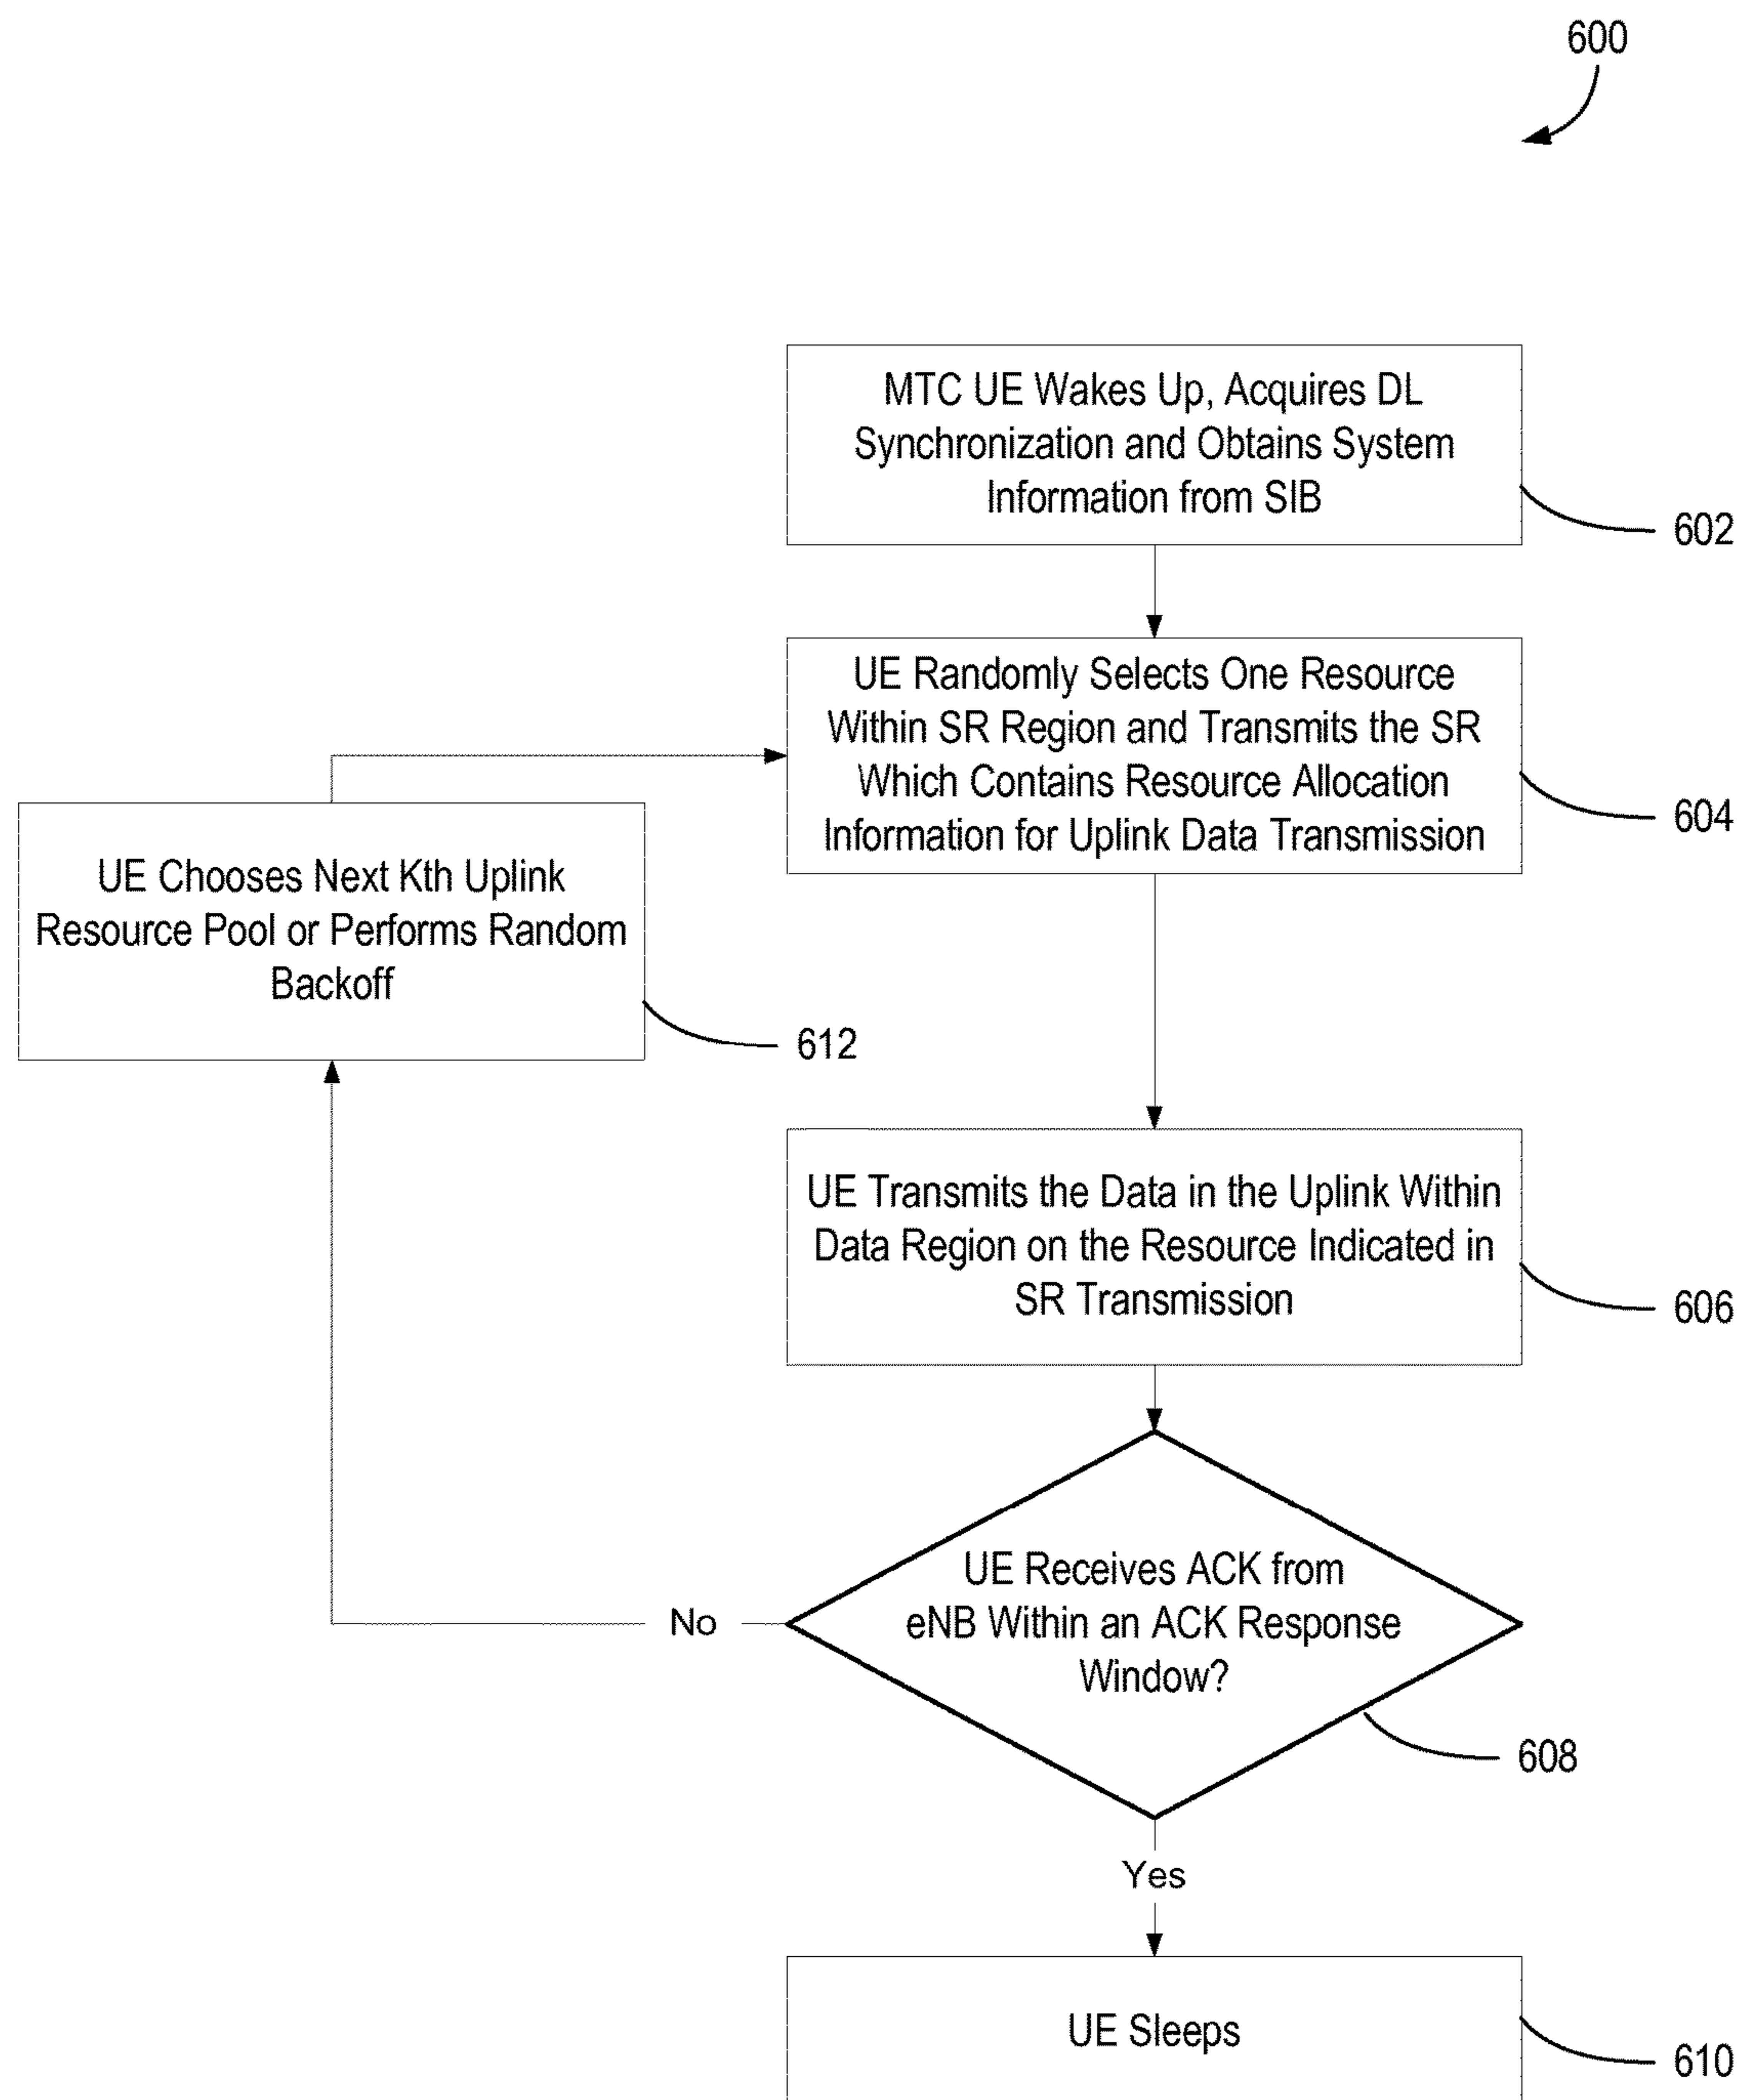 600
MTC UE Wakes Up, Acquires DL
Synchronization and Obtains System
Information from SIB
602
UE Randomly Selects One Resource
Within SR Region and Transmits the SR
Which Contains Resource Allocation
Information for Uplink Data Transmission
604
UE Chooses Next Kth Uplink
Resource Pool or Performs Random
Backoff
612
UE Transmits the Data in the Uplink Within
Data Region on the Resource Indicated in
SR Transmission
606
UE Receives ACK from
eNB Within an ACK Response
Window?
No
608
Yes
UE Sleeps
610